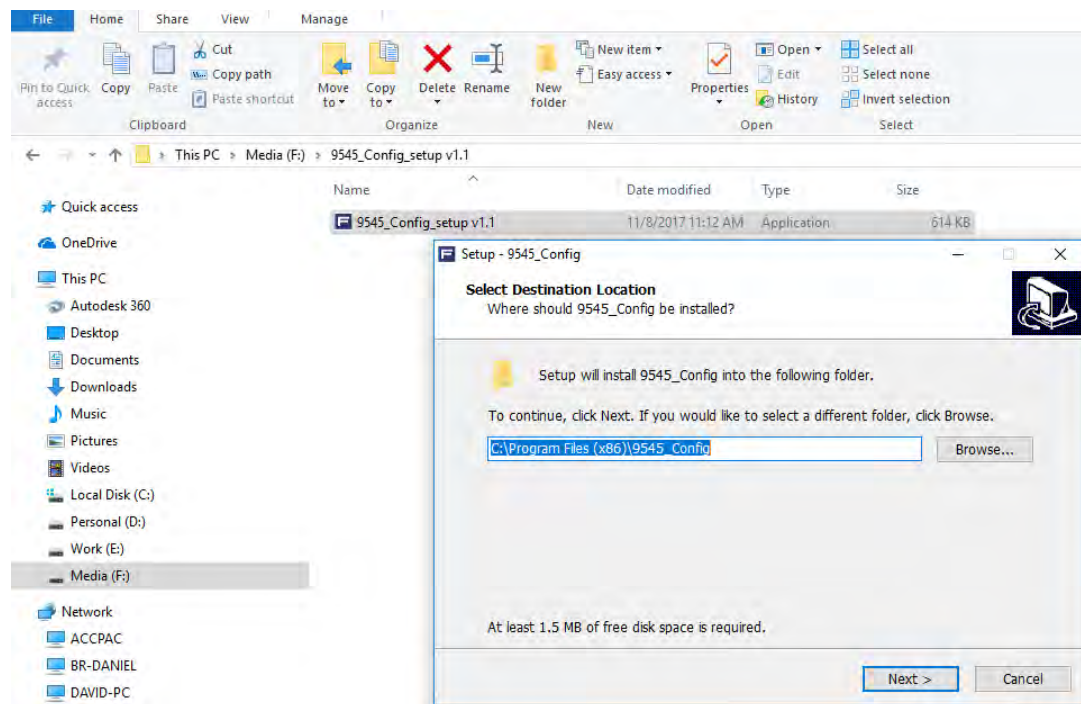 File Home Share View Manage
Pin to Quick access
Copy
Paste
Cut
Copy path
Paste shortcut
Move to
Copy to
Delete
Rename
New folder
New item
Easy access
Properties
Open
Edit
History
Select all
Select none
Invert selection
Clipboard Organize New Open Select
This PC > Media (F:) > 9545_Config_setup v1.1
Name Date modified Type Size
9545_Config_setup v1.1 11/8/2017 11:12 AM Application 614 KB
Quick access
OneDrive
This PC
Autodesk 360
Desktop
Documents
Downloads
Music
Pictures
Videos
Local Disk (C:)
Personal (D:)
Work (E:)
Media (F:)
Network
ACCPAC
BR-DANIEL
DAVID-PC
Setup - 9545_Config
Select Destination Location
Where should 9545_Config be installed?
Setup will install 9545_Config into the following folder.
To continue, click Next. If you would like to select a different folder, click Browse.
C:\Program Files (x86)\9545_Config
Browse...
At least 1.5 MB of free disk space is required.
Next > Cancel